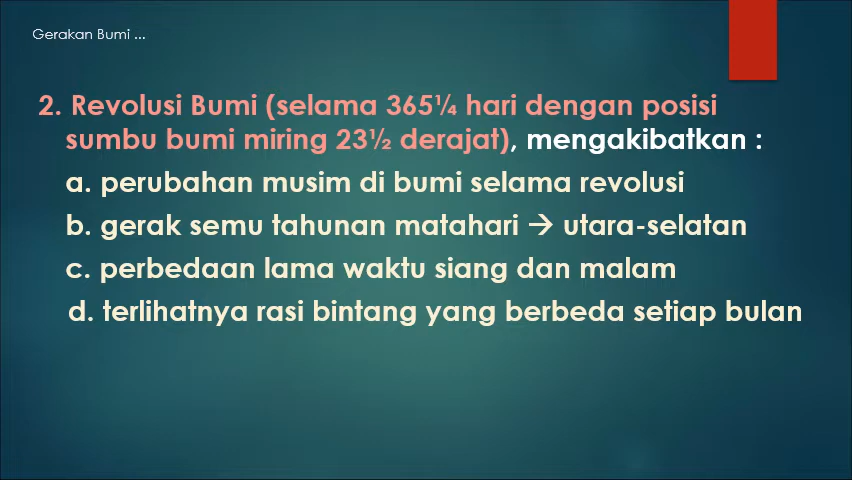 Gerakan Bumi ...
2. Revolusi Bumi (selama 365¼ hari dengan posisi
sumbu bumi miring 23½ derajat), mengakibatkan :
a. perubahan musim di bumi selama revolusi
b. gerak semu tahunan matahari → utara-selatan
c. perbedaan lama waktu siang dan malam
d. terlihatnya rasi bintang yang berbeda setiap bulan